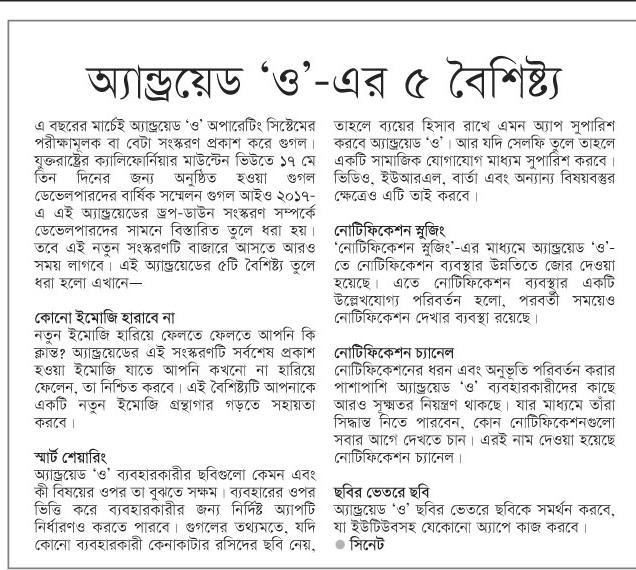 অ্যান্ড্রয়েড ‘ও’-এর ৫ বৈশিষ্ট্য
এ বছরের মার্চেই অ্যান্ড্রয়েড ‘ও’ অপারেটিং সিস্টেমের
পরীক্ষামূলক বা বেটা সংস্করণ প্রকাশ করে গুগল।
যুক্তরাষ্ট্রের ক্যালিফোর্নিয়ার মাউন্টেন ভিউতে ১৭ মে
তিন দিনের জন্য অনুষ্ঠিত হওয়া গুগল
ডেভেলপারদের বার্ষিক সম্মেলন গুগল আইও ২০১৭-
এ এই অ্যান্ড্রয়েডের ড্রপ-ডাউন সংস্করণ সম্পর্কে
ডেভেলপারদের সামনে বিস্তারিত তুলে ধরা হয়।
তবে এই নতুন সংস্করণটি বাজারে আসতে আরও
সময় লাগবে। এই অ্যান্ড্রয়েডের ৫টি বৈশিষ্ট্য তুলে
ধরা হলো এখানে—
কোনো ইমোজি হারাবে না
নতুন ইমোজি হারিয়ে ফেলতে ফেলতে আপনি কি
ক্লান্ত? অ্যান্ড্রয়েডের এই সংস্করণটি সর্বশেষ প্রকাশ
হওয়া ইমোজি যাতে আপনি কখনো না হারিয়ে
ফেলেন, তা নিশ্চিত করবে। এই বৈশিষ্ট্যটি আপনাকে
একটি নতুন ইমোজি গ্রন্থাগার গড়তে সহায়তা
করবে।
স্মার্ট শেয়ারিং
অ্যান্ড্রয়েড ‘ও’ ব্যবহারকারীর ছবিগুলো কেমন এবং
কী বিষয়ের ওপর তা বুঝতে সক্ষম। ব্যবহারের ওপর
ভিত্তি করে ব্যবহারকারীর জন্য নির্দিষ্ট অ্যাপটি
নির্ধারণও করতে পারবে। গুগলের তথ্যমতে, যদি
কোনো ব্যবহারকারী কেনাকাটার রসিদের ছবি নেয়,
তাহলে ব্যয়ের হিসাব রাখে এমন অ্যাপ সুপারিশ
করবে অ্যান্ড্রয়েড ‘ও’। আর যদি সেলফি তুলে তাহলে
একটি সামাজিক যোগাযোগ মাধ্যম সুপারিশ করবে।
ভিডিও, ইউআরএল, বার্তা এবং অন্যান্য বিষয়বস্তুর
ক্ষেত্রেও এটি তাই করবে।
নোটিফিকেশন স্নুজিং
‘নোটিফিকেশন স্নুজিং’-এর মাধ্যমে অ্যান্ড্রয়েড ‘ও’-
তে নোটিফিকেশন ব্যবস্থার উন্নতিতে জোর দেওয়া
হয়েছে। এতে নোটিফিকেশন ব্যবস্থার একটি
উল্লেখযোগ্য পরিবর্তন হলো, পরবর্তী সময়েও
নোটিফিকেশন দেখার ব্যবস্থা রয়েছে।
নোটিফিকেশন চ্যানেল
নোটিফিকেশনের ধরন এবং অনুভূতি পরিবর্তন করার
পাশাপাশি অ্যান্ড্রয়েড ‘ও’ ব্যবহারকারীদের কাছে
আরও সূক্ষ্মতর নিয়ন্ত্রণ থাকছে। যার মাধ্যমে তাঁরা
সিদ্ধান্ত নিতে পারবেন, কোন নোটিফিকেশনগুলো
সবার আগে দেখতে চান। এরই নাম দেওয়া হয়েছে
নোটিফিকেশন চ্যানেল।
ছবির ভেতরে ছবি
অ্যান্ড্রয়েড ‘ও’ ছবির ভেতরে ছবিকে সমর্থন করবে,
যা ইউটিউবসহ যেকোনো অ্যাপে কাজ করবে।
● সিনেট